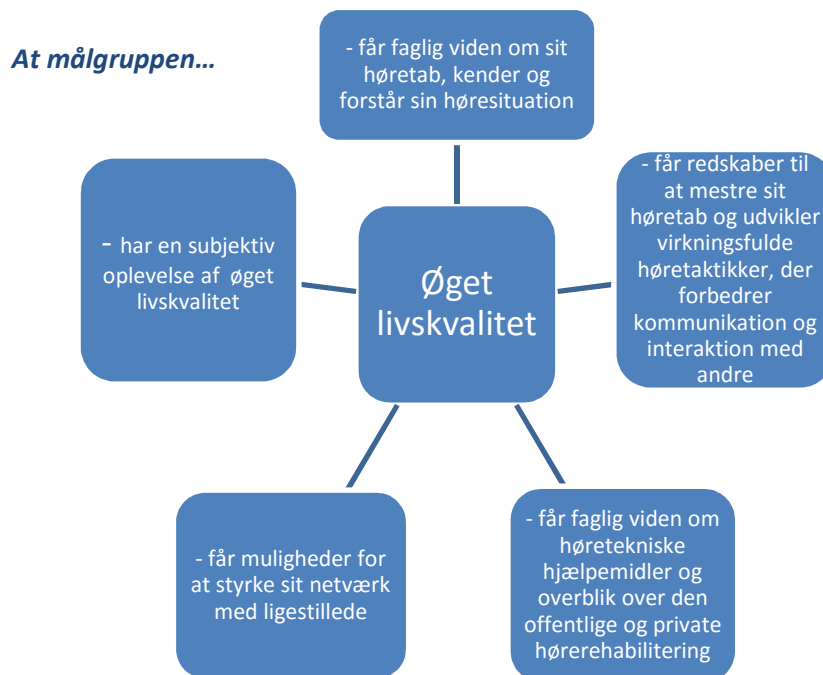 At målgruppen…
- får faglig viden om sit
høretab, kender og
forstår sin høresituation
- får redskaber til
at mestre sit
høretab og udvikler
virkningsfulde
høretaktikker, der
forbedrer
kommunikation og
interaktion med
andre
- har en subjektiv
oplevelse af øget
livskvalitet
Øget
livskvalitet
- får muligheder for
at styrke sit netværk
med ligestillede
- får faglig viden om
høretekniske
hjælpemidler og
overblik over den
offentlige og private
hørerehabilitering